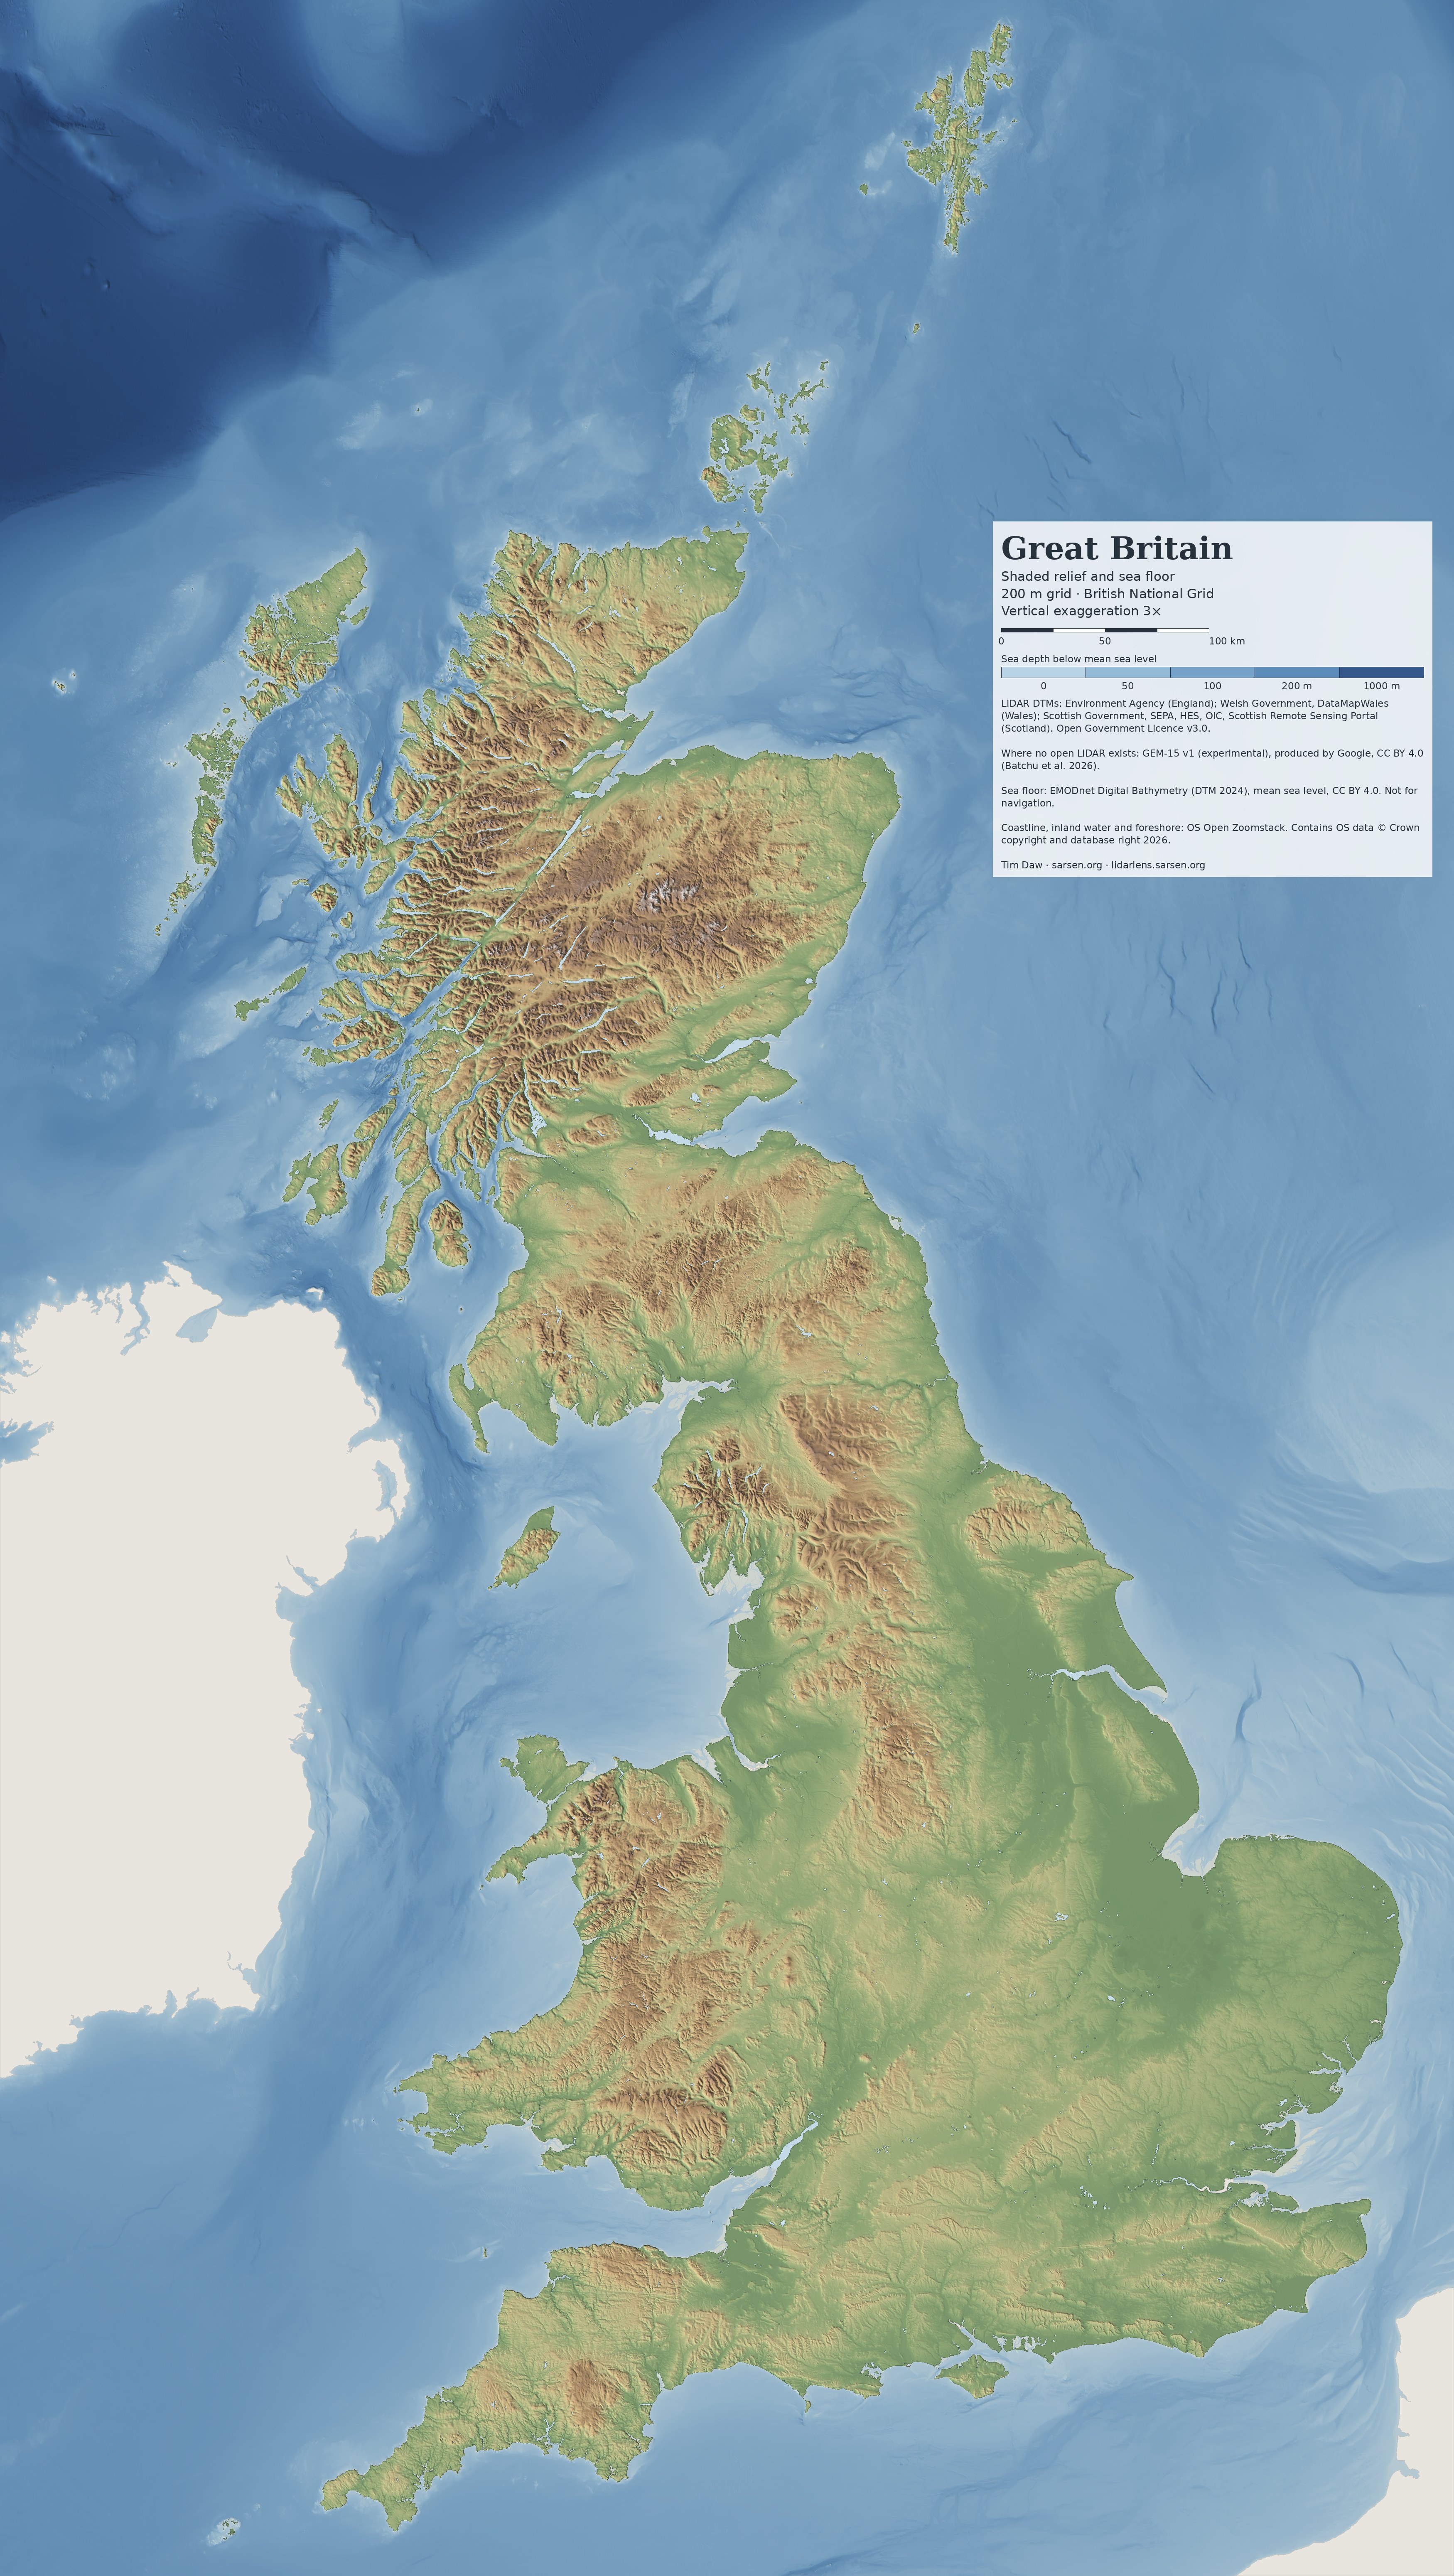 Great Britain
Shaded relief and sea floor
200 m grid · British National Grid
Vertical exaggeration 3×
0 50 100 km
Sea depth below mean sea level
0 50 100 200 m 1000 m
LiDAR DTMs: Environment Agency (England); Welsh Government, DataMapWales
(Wales); Scottish Government, SEPA, HES, OIC, Scottish Remote Sensing Portal
(Scotland). Open Government Licence v3.0.
Where no open LiDAR exists: GEM-15 v1 (experimental), produced by Google, CC BY 4.0
(Batchu et al. 2026).
Sea floor: EMODnet Digital Bathymetry (DTM 2024), mean sea level, CC BY 4.0. Not for
navigation.
Coastline, inland water and foreshore: OS Open Zoomstack. Contains OS data © Crown
copyright and database right 2026.
Tim Daw · sarsen.org · lidarlens.sarsen.org